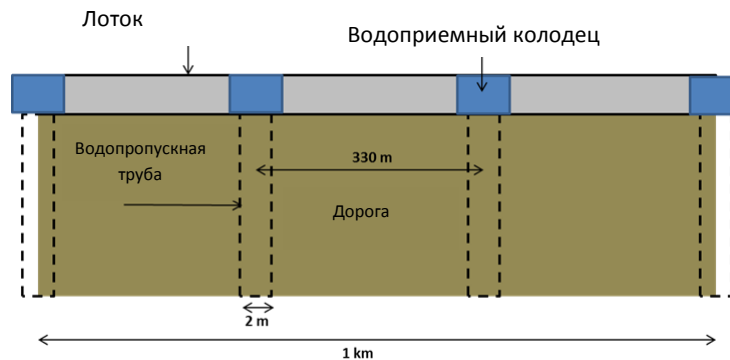 Лоток
Водоприемный колодец
Водопропускная
труба
330 m
Дорога
2 m
1 km